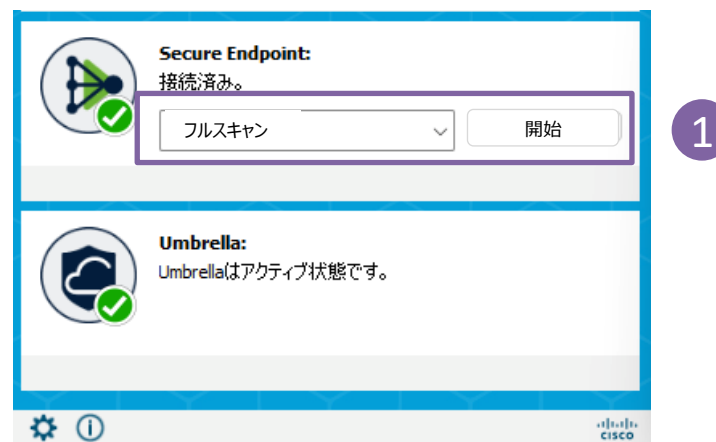 Secure Endpoint:
接続済み。
フルスキャン
開始
1
Umbrella:
Umbrellaはアクティブ状態です。
cisco